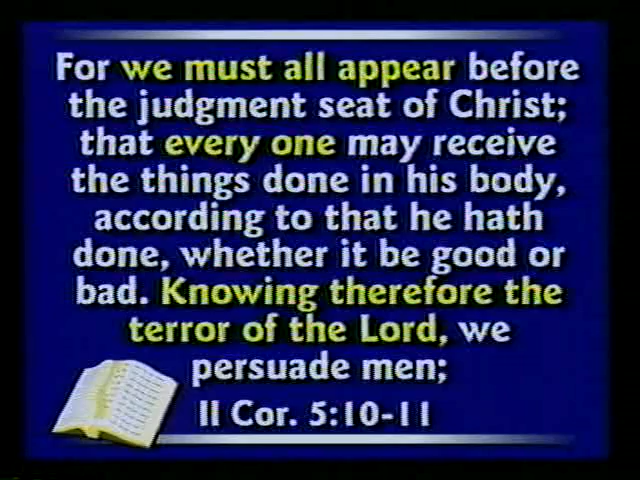 For we must all appear before
the judgment seat of Christ;
that every one may receive
the things done in his body,
according to that he hath
done, whether it be good or
bad. Knowing therefore the
terror of the Lord, we
persuade men;
II Cor. 5:10-11